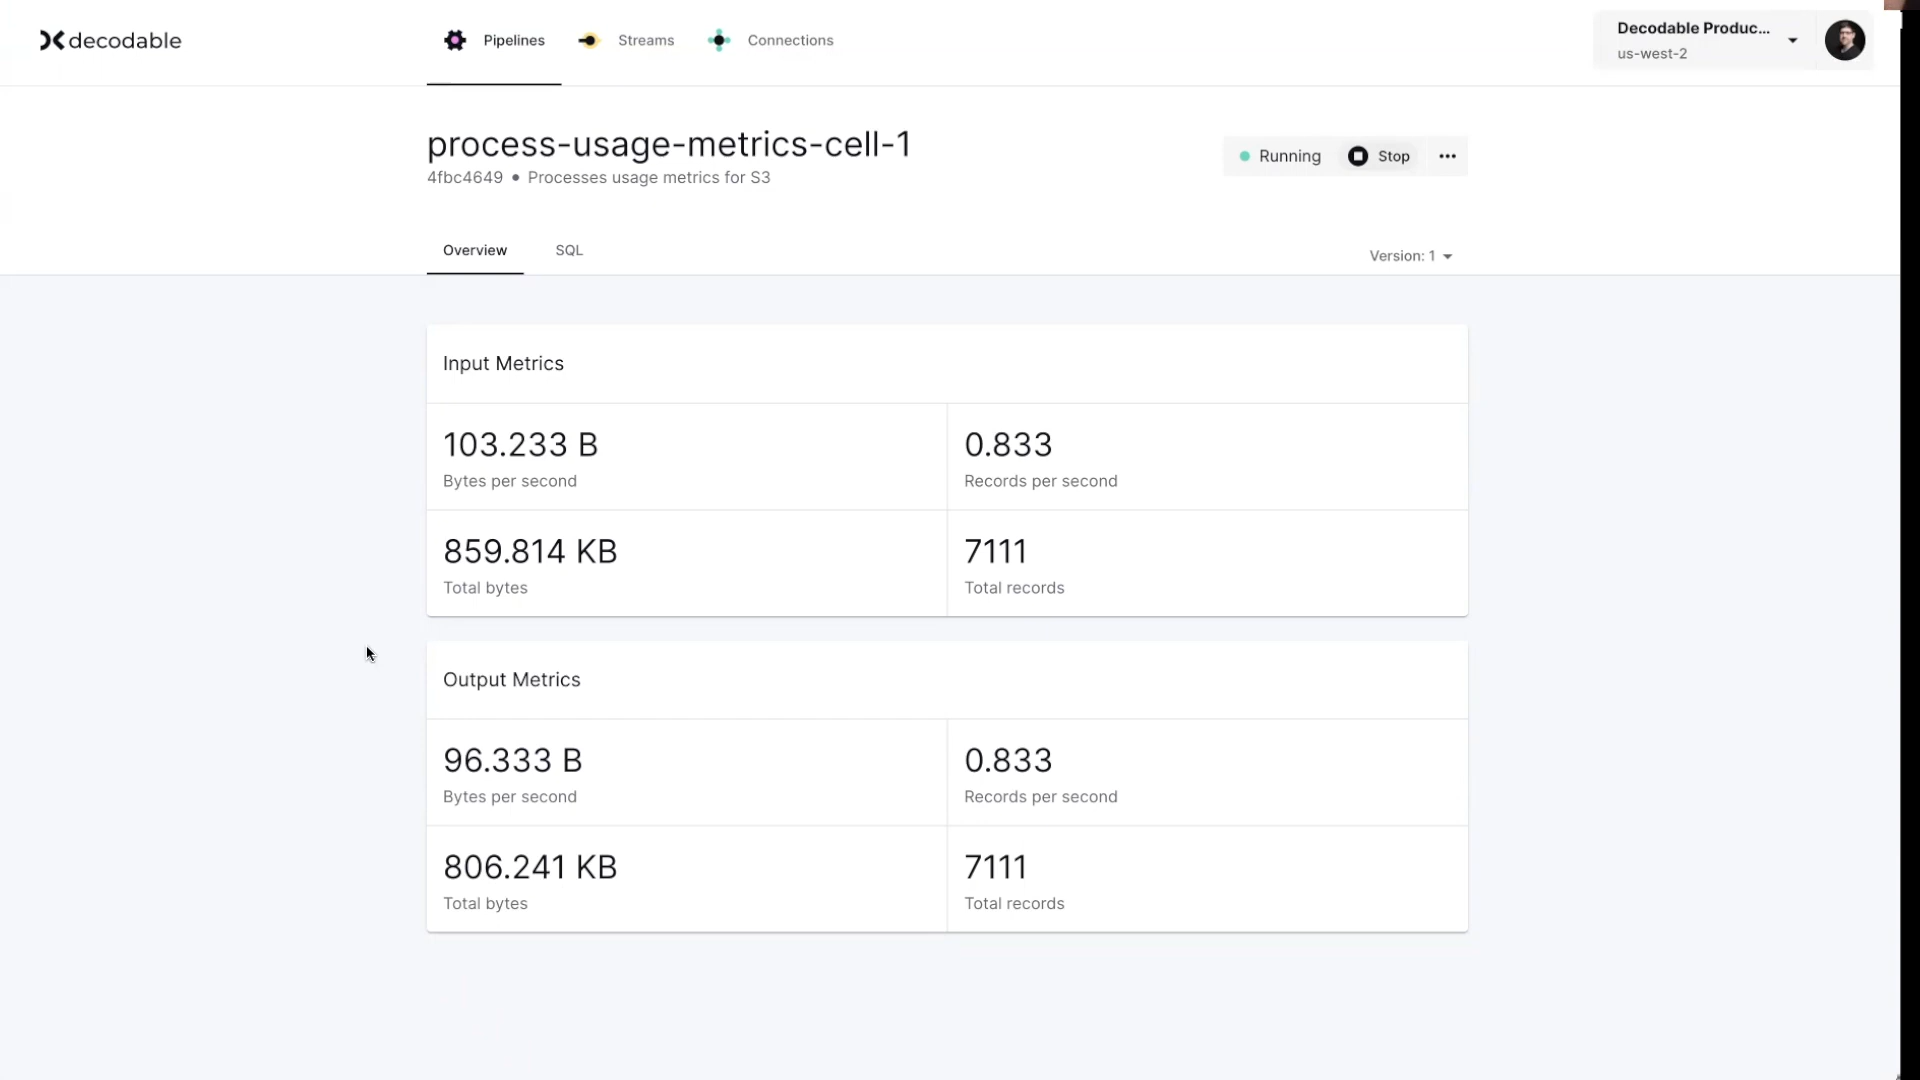 decodable
Pipelines
Streams
Connections
Decodable Produc...
us-west-2
process-usage-metrics-cell-1
4fbc4649 • Processes usage metrics for S3
Running
Stop
Overview
SQL
Version: 1
Input Metrics
103.233 B
Bytes per second
0.833
Records per second
859.814 KB
Total bytes
7111
Total records
Output Metrics
96.333 B
Bytes per second
0.833
Records per second
806.241 KB
Total bytes
7111
Total records